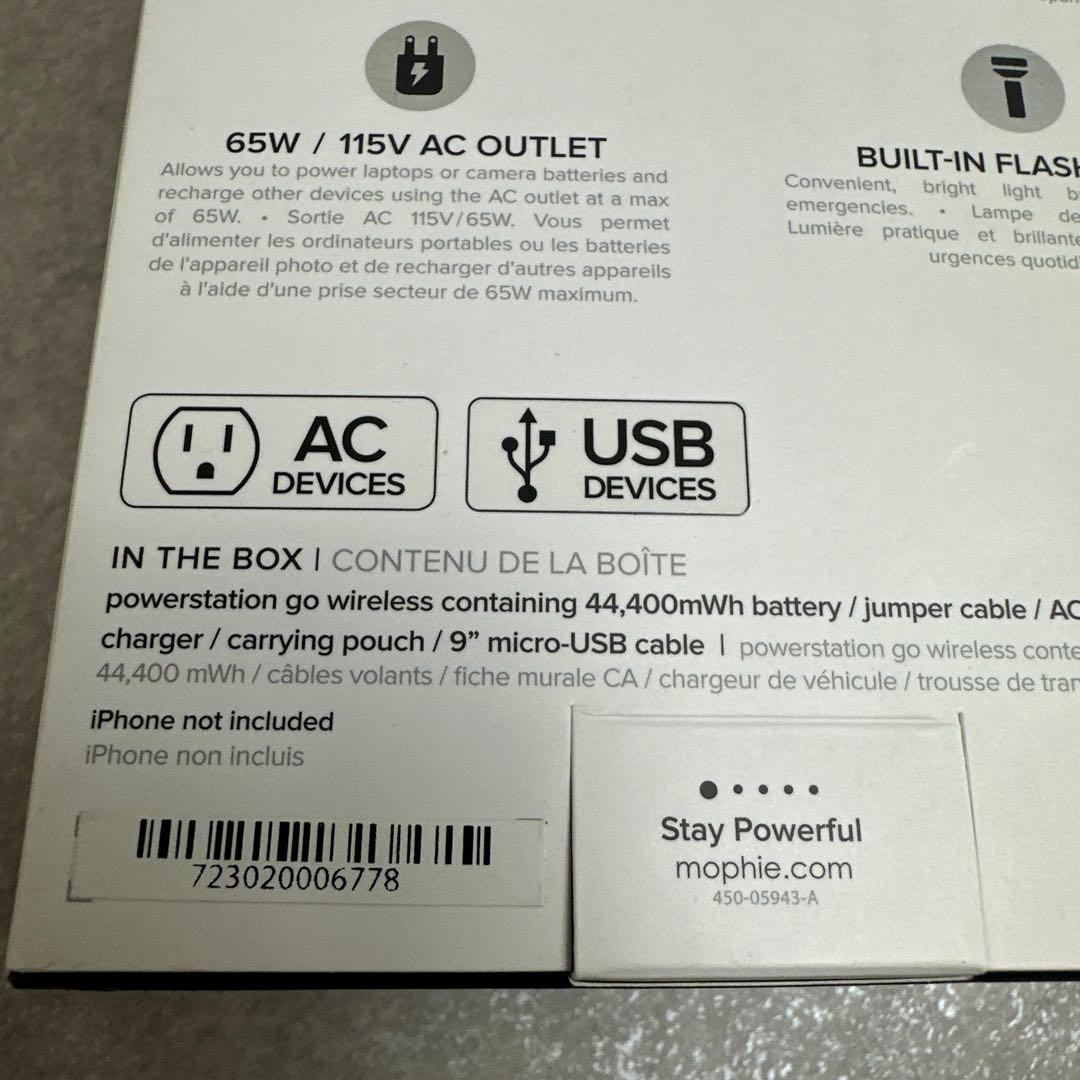 65W / 115V AC OUTLET
Allows you to power laptops or camera batteries and
recharge other devices using the AC outlet at a max
of 65W. • Sortie AC 115V/65W. Vous permet
d'alimenter les ordinateurs portables ou les batteries
de l'appareil photo et de recharger d'autres appareils
à l'aide d'une prise secteur de 65W maximum.
BUILT-IN FLASH
Convenient, bright light b
emergencies. • Lampe de
Lumière pratique et brillante
urgences quotidi
AC
DEVICES
USB
DEVICES
IN THE BOX | CONTENU DE LA BOÎTE
powerstation go wireless containing 44,400mWh battery / jumper cable / AC
charger / carrying pouch / 9” micro-USB cable | powerstation go wireless conte
44,400 mWh / câbles volants / fiche murale CA / chargeur de véhicule / trousse de tran
iPhone not included
iPhone non incluis
723020006778
Stay Powerful
mophie.com
450-05943-A